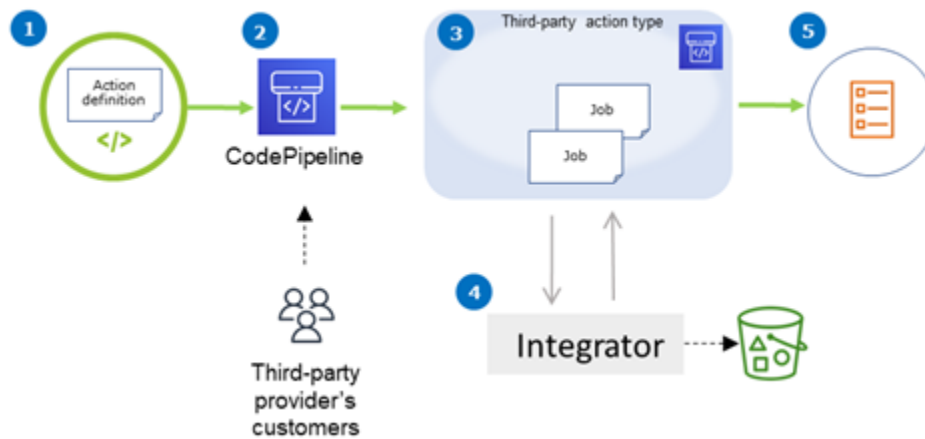 1
Action
definition
</>
2
</>
CodePipeline
3
Third-party action type
</>
Job
Job
5
4
Integrator
Third-party
provider's
customers